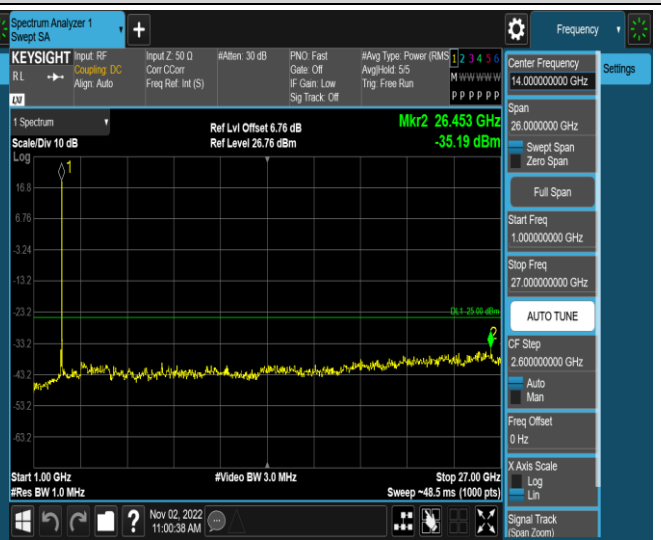 Spectrum Analyzer 1
Swept SA
+
Frequency
KEYSIGHT
RL
LXI
Input: RF
Coupling: DC
Align: Auto
Input Z: 50 Ω
Corr CCorr
Freq Ref: Int (S)
#Atten: 30 dB
PNO: Fast
Gate: Off
IF Gain: Low
Sig Track: Off
#Avg Type: Power (RMS
Avg|Hold: 5/5
Trig: Free Run
1 2 3 4 5 6
M W W W W W
P P P P P P
1 Spectrum
Scale/Div 10 dB
Log
Ref Lvl Offset 6.76 dB
Ref Level 26.76 dBm
Mkr2 26.453 GHz
-35.19 dBm
1
16.8
6.76
-3.24
-13.2
-23.2
-33.2
-43.2
-53.2
-63.2
DL1 -25.00 dBm
2
Start 1.00 GHz
#Res BW 1.0 MHz
#Video BW 3.0 MHz
Stop 27.00 GHz
Sweep ~48.5 ms (1000 pts)
?
Nov 02, 2022
11:00:38 AM
Center Frequency
14.000000000 GHz
Settings
Span
26.0000000 GHz
Swept Span
Zero Span
Full Span
Start Freq
1.000000000 GHz
Stop Freq
27.000000000 GHz
AUTO TUNE
CF Step
2.600000000 GHz
Auto
Man
Freq Offset
0 Hz
X Axis Scale
Log
Lin
Signal Track
(Span Zoom)